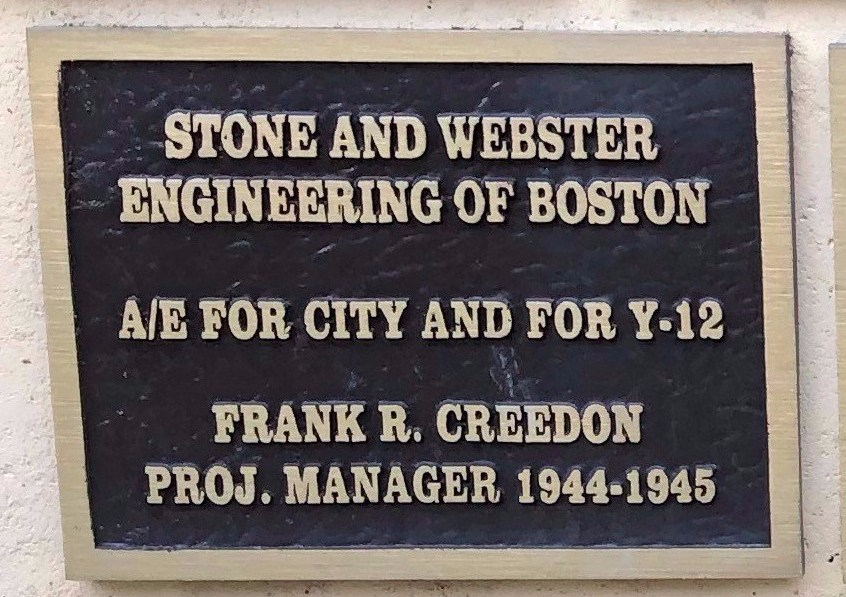 STONE AND WEBSTER
ENGINEERING OF BOSTON
A/E FOR CITY AND FOR Y-12
FRANK R. CREEDON
PROJ. MANAGER 1944-1945